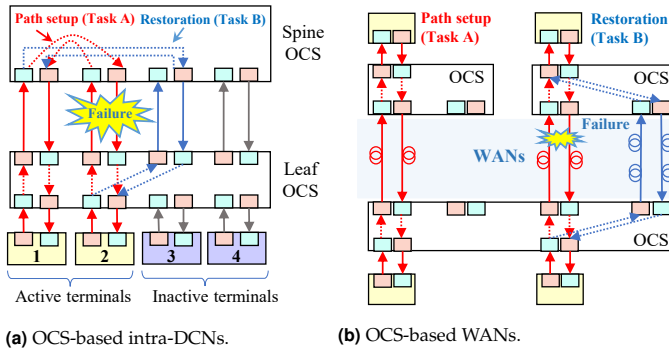 Path setup (Task A)
Restoration (Task B)
Spine
OCS
Failure
Leaf
OCS
1
2
3
4
Active terminals
Inactive terminals
(a) OCS-based intra-DCNs.
Path setup
(Task A)
Restoration
(Task B)
OCS
OCS
Failure
WANs
OCS
OCS
(b) OCS-based WANs.